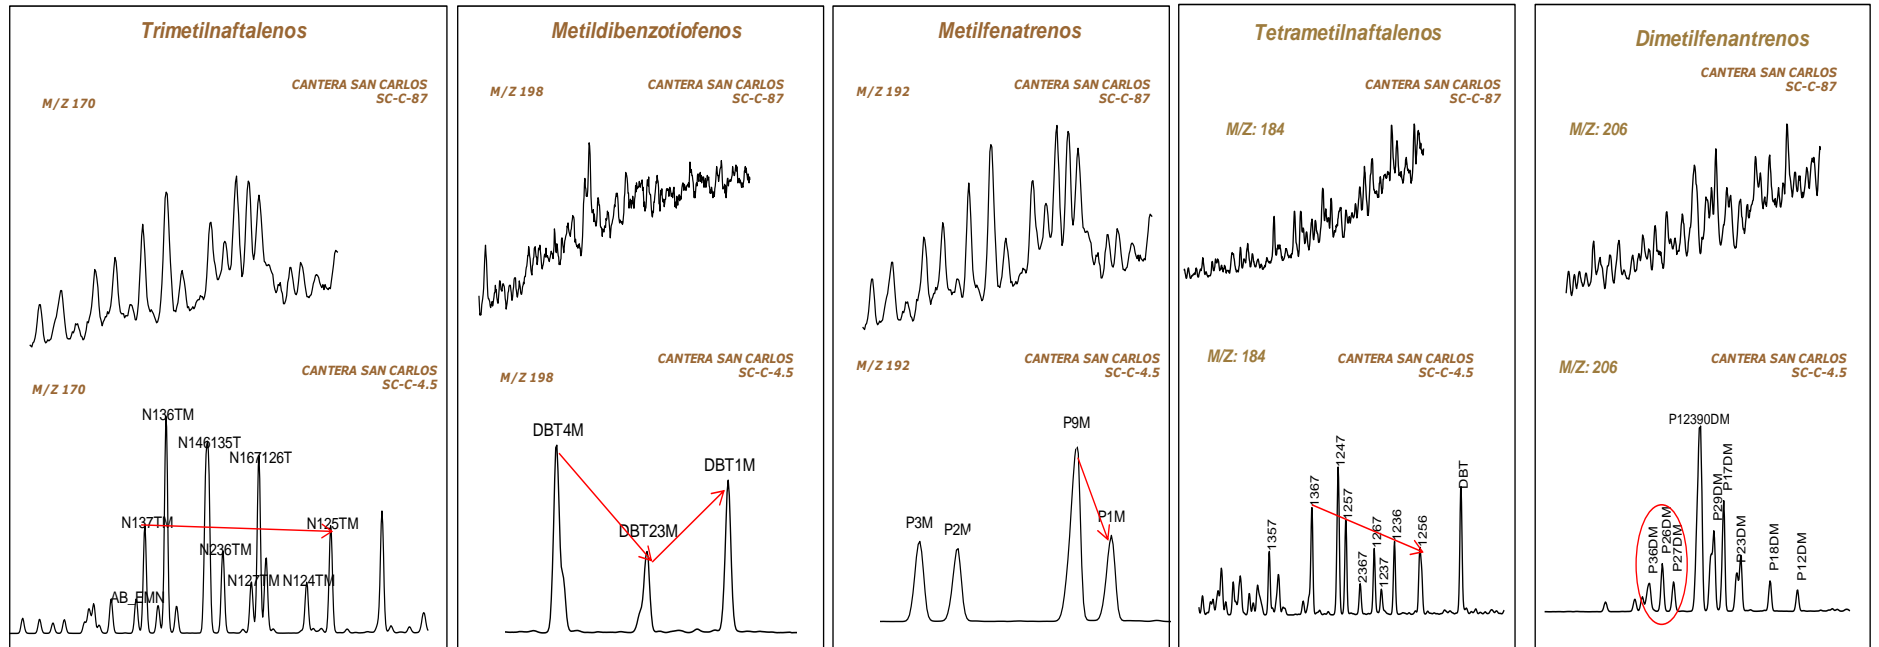 Trimetilnaftalenos
M/Z 170
CANTERA SAN CARLOS
SC-C-87
M/Z 170
CANTERA SAN CARLOS
SC-C-4.5
N136TM
N146135T
N167126T
N137TM
N125TM
N236TM
N127TM
N124TM
AB_EMN
Metildibenzotiofenos
M/Z 198
CANTERA SAN CARLOS
SC-C-87
M/Z 198
CANTERA SAN CARLOS
SC-C-4.5
DBT4M
DBT23M
DBT1M
Metilfenatrenos
M/Z 192
CANTERA SAN CARLOS
SC-C-87
M/Z 192
CANTERA SAN CARLOS
SC-C-4.5
P3M
P2M
P9M
P1M
Tetrametilnaftalenos
CANTERA SAN CARLOS
SC-C-87
M/Z: 184
M/Z: 184
CANTERA SAN CARLOS
SC-C-4.5
1357
1367
1247
1257
2367
1267
1237
1236
1256
DBT
Dimetilfenantrenos
CANTERA SAN CARLOS
SC-C-87
M/Z: 206
M/Z: 206
CANTERA SAN CARLOS
SC-C-4.5
P36DM
P26DM
P27DM
P12390DM
P29DM
P17DM
P23DM
P18DM
P12DM